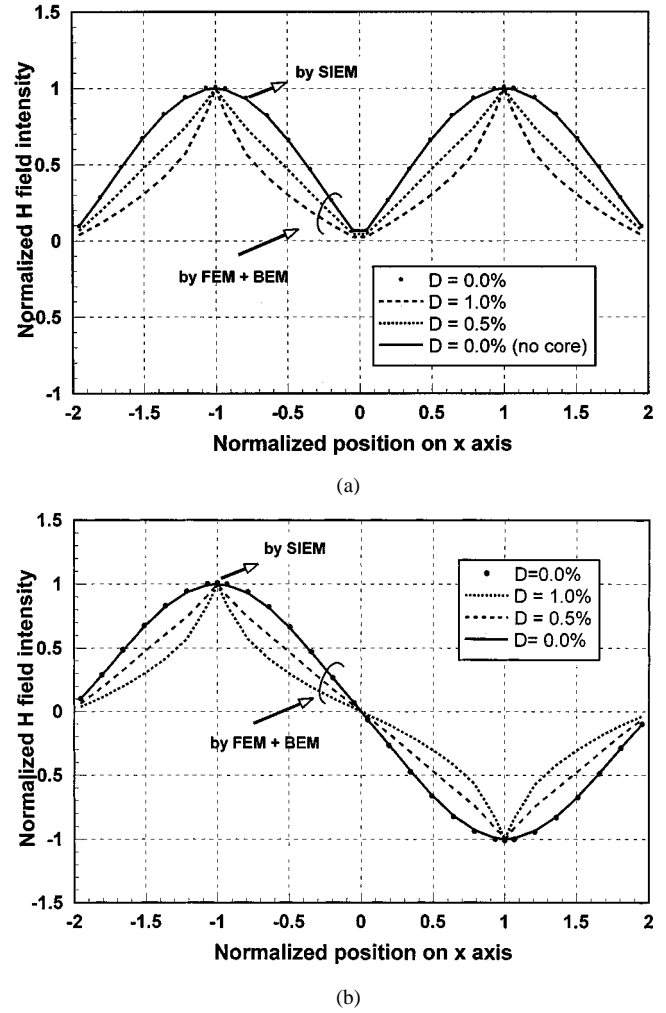 1.5
1
0.5
0
-0.5
-1
Normalized H field intensity
by SIEM
by FEM + BEM
D = 0.0%
D = 1.0%
D = 0.5%
D = 0.0% (no core)
-2 -1.5 -1 -0.5 0 0.5 1 1.5 2
Normalized position on x axis
(a)
1.5
1
0.5
0
-0.5
-1
-1.5
Normalized H field intensity
by SIEM
by FEM + BEM
D=0.0%
D = 1.0%
D = 0.5%
D= 0.0%
-2 -1.5 -1 -0.5 0 0.5 1 1.5 2
Normalized position on x axis
(b)